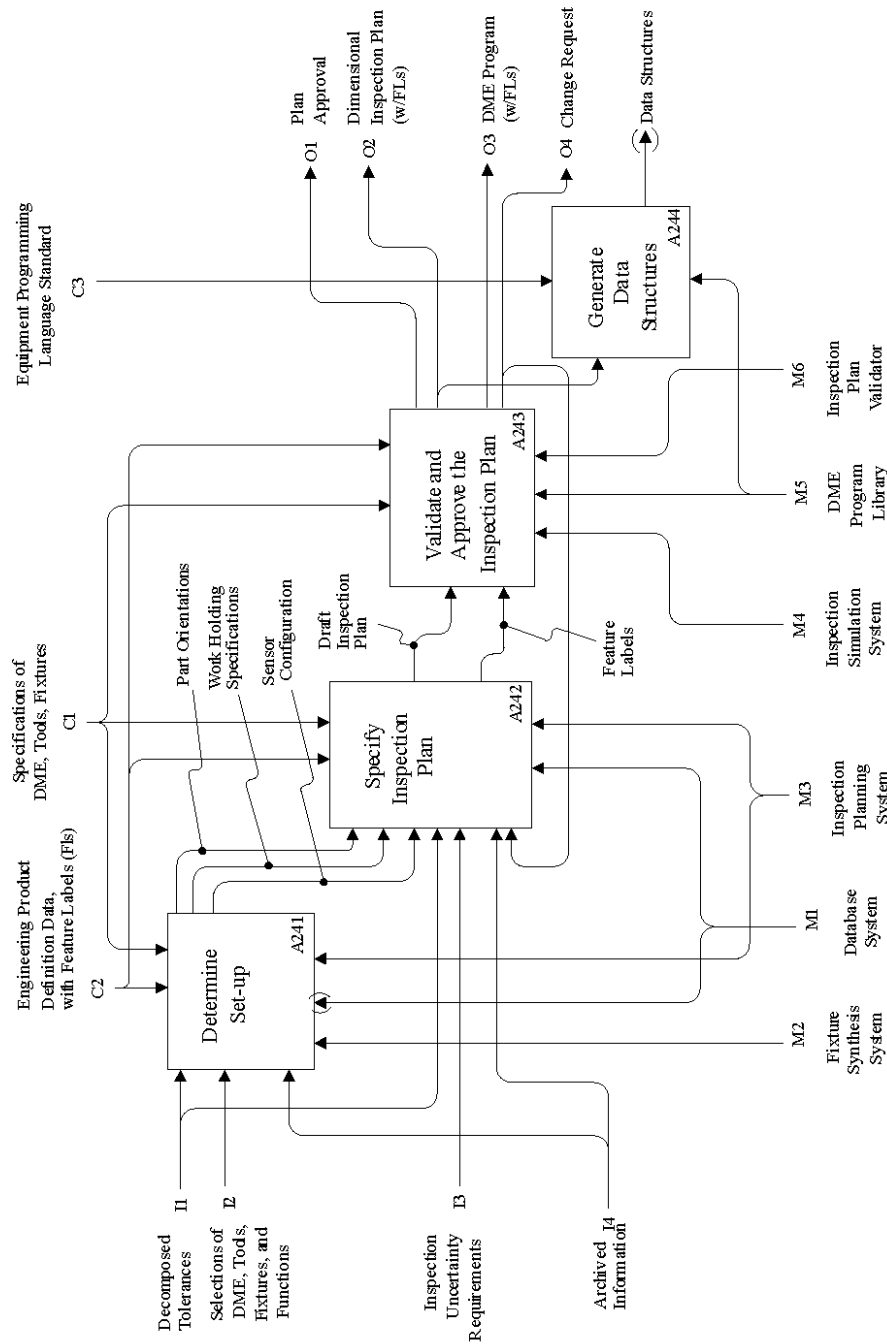 Engineering Product
Definition Data,
with Feature Labels (Fls)
C2
Specifications of
DME, Tools, Fixtures
C1
Equipment Programming
Language Standard
C3
Decomposed
Tolerances
I1
Selections of
DME, Tools,
Fixtures, and
Functions
I2
Inspection
Uncertainty
Requirements
I3
Archived
Information
I4
Determine
Set-up
A241
Part Orientations
Work Holding
Specifications
Sensor
Configuration
Specify
Inspection
Plan
A242
Draft
Inspection
Plan
Feature
Labels
Validate and
Approve the
Inspection Plan
A243
Generate
Data
Structures
A244
O1
Plan
Approval
O2
Dimensional
Inspection Plan
(w/FLs)
O3
DME Program
(w/FLs)
O4 Change Request
Data Structures
M2
Fixture
Synthesis
System
M1
Database
System
M3
Inspection
Planning
System
M4
Inspection
Simulation
System
M5
DME
Program
Library
M6
Inspection
Plan
Validator